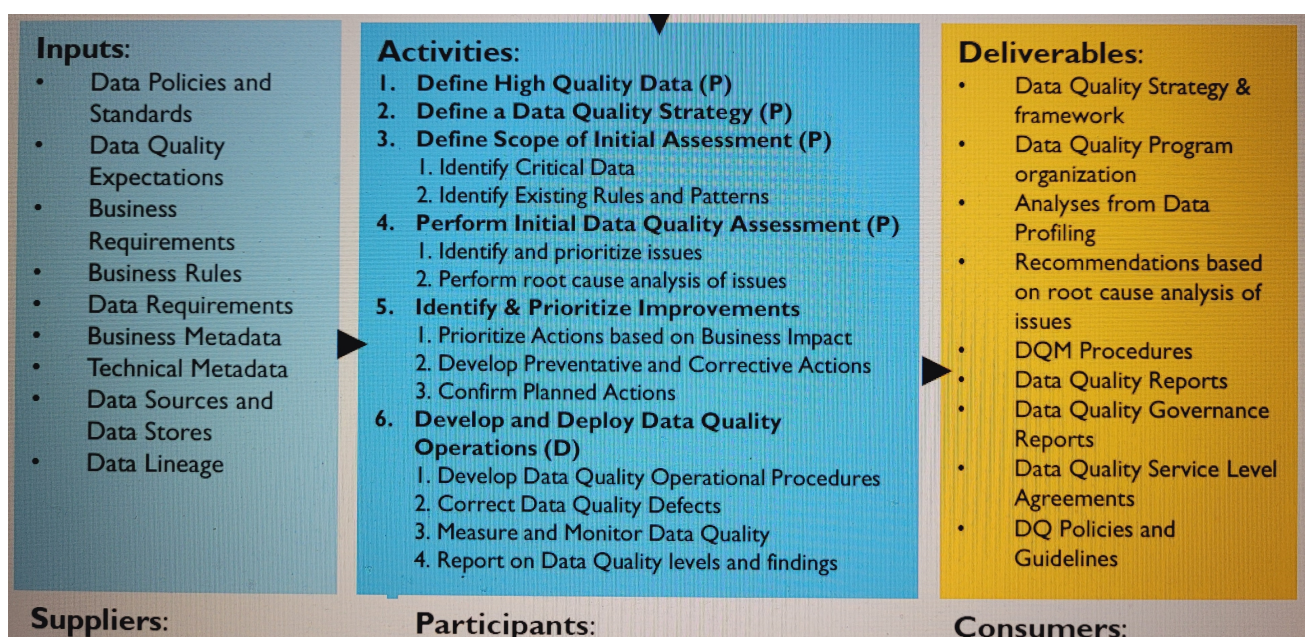 Inputs:
• Data Policies and
Standards
• Data Quality
Expectations
• Business
Requirements
• Business Rules
• Data Requirements
• Business Metadata
• Technical Metadata
• Data Sources and
Data Stores
• Data Lineage
Activities:
1. Define High Quality Data (P)
2. Define a Data Quality Strategy (P)
3. Define Scope of Initial Assessment (P)
1. Identify Critical Data
2. Identify Existing Rules and Patterns
4. Perform Initial Data Quality Assessment (P)
1. Identify and prioritize issues
2. Perform root cause analysis of issues
5. Identify & Prioritize Improvements
1. Prioritize Actions based on Business Impact
2. Develop Preventative and Corrective Actions
3. Confirm Planned Actions
6. Develop and Deploy Data Quality
Operations (D)
1. Develop Data Quality Operational Procedures
2. Correct Data Quality Defects
3. Measure and Monitor Data Quality
4. Report on Data Quality levels and findings
Deliverables:
• Data Quality Strategy &
framework
• Data Quality Program
organization
• Analyses from Data
Profiling
• Recommendations based
on root cause analysis of
issues
• DQM Procedures
• Data Quality Reports
• Data Quality Governance
Reports
• Data Quality Service Level
Agreements
• DQ Policies and
Guidelines
Suppliers:
Participants:
Consumers: